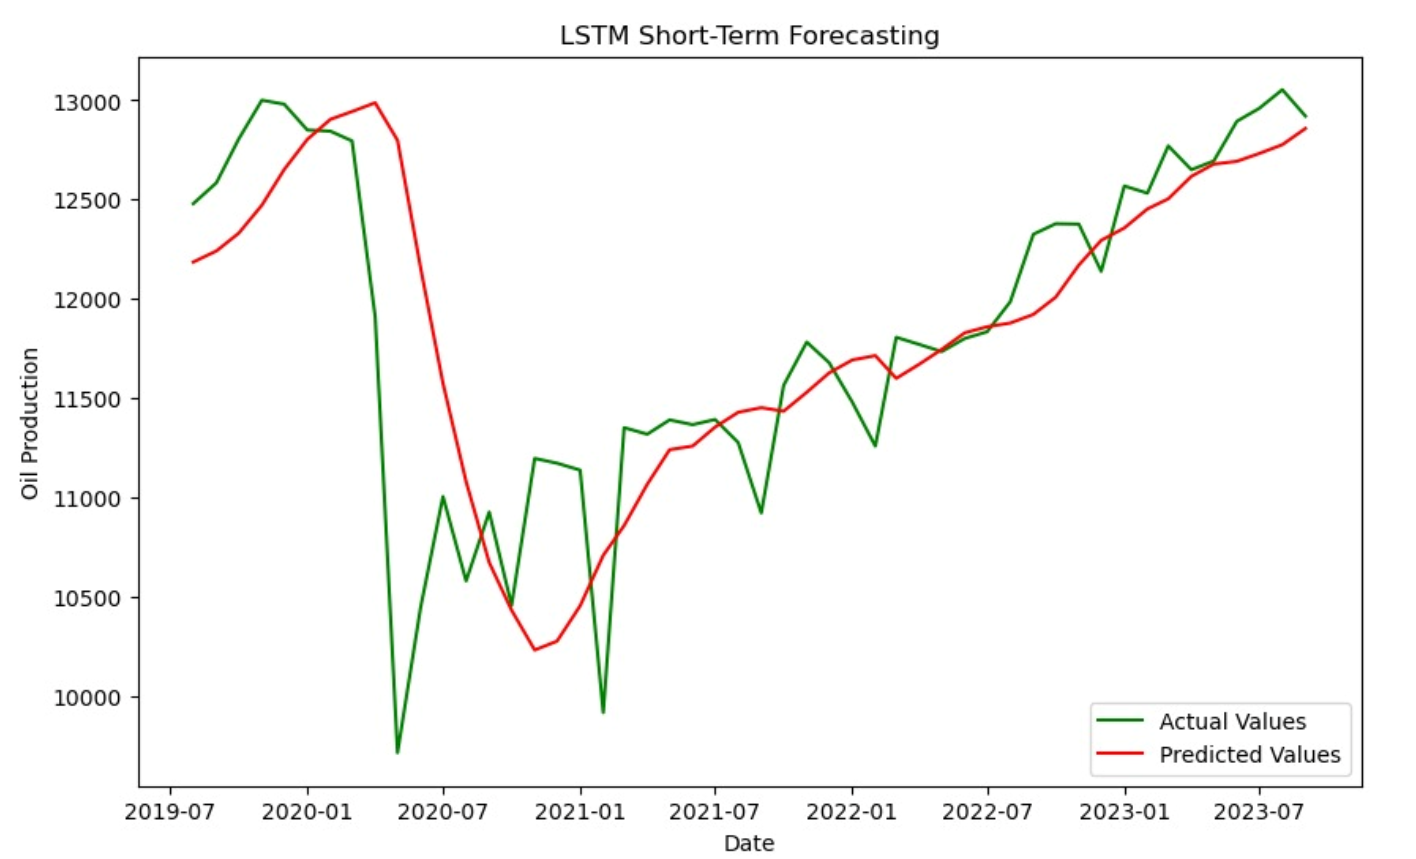 LSTM Short-Term Forecasting
13000
12500
12000
11500
11000
10500
10000
Oil Production
2019-07 2020-01 2020-07 2021-01 2021-07 2022-01 2022-07 2023-01 2023-07
Date
Actual Values
Predicted Values